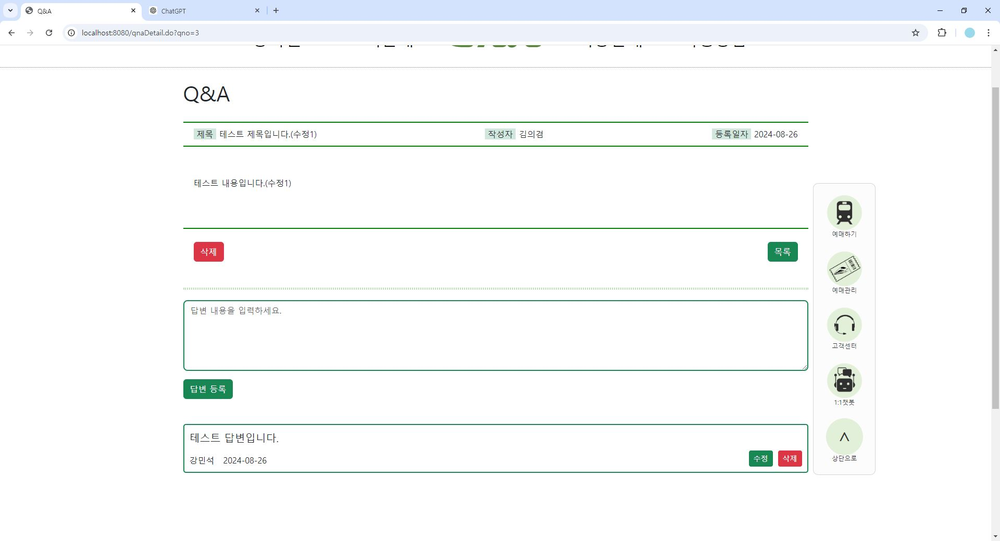 Q&A
ChatGPT
localhost:8080/qnaDetail.do?qno=3
Q&A
제목 테스트 제목입니다.(수정1) 작성자 김의겸 등록일자 2024-08-26
테스트 내용입니다.(수정1)
삭제 목록
답변 내용을 입력하세요.
답변 등록
테스트 답변입니다.
강민석 2024-08-26 수정 삭제
예매하기
예매관리
고객센터
1:1챗봇
^
상단으로